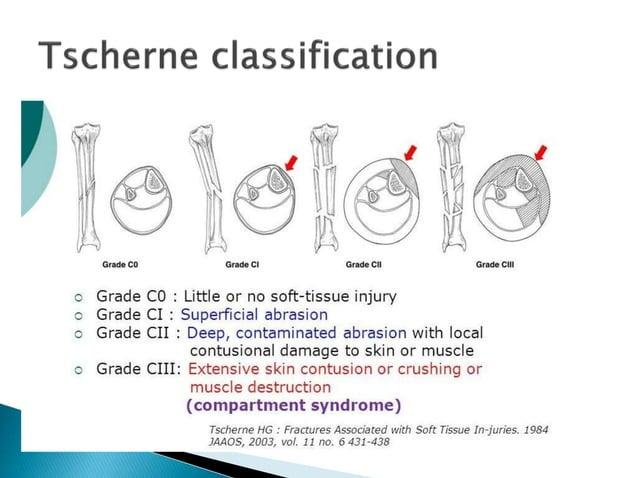 Tscherne classification
Grade C0
Grade CI
Grade CII
Grade CIII
Grade C0 : Little or no soft-tissue injury
Grade CI : Superficial abrasion
Grade CII : Deep, contaminated abrasion with local
contusional damage to skin or muscle
Grade CIII: Extensive skin contusion or crushing or
muscle destruction
(compartment syndrome)
Tscherne HG : Fractures Associated with Soft Tissue In-juries. 1984
JAAOS, 2003, vol. 11 no. 6 431-438